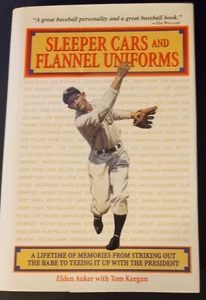 "A great baseball personality and a great baseball book."
—Ted Williams
SLEEPER CARS AND
FLANNEL UNIFORMS
A LIFETIME OF MEMORIES FROM STRIKING OUT
THE BABE TO TEEING IT UP WITH THE PRESIDENT
Elden Auker with Tom Keegan